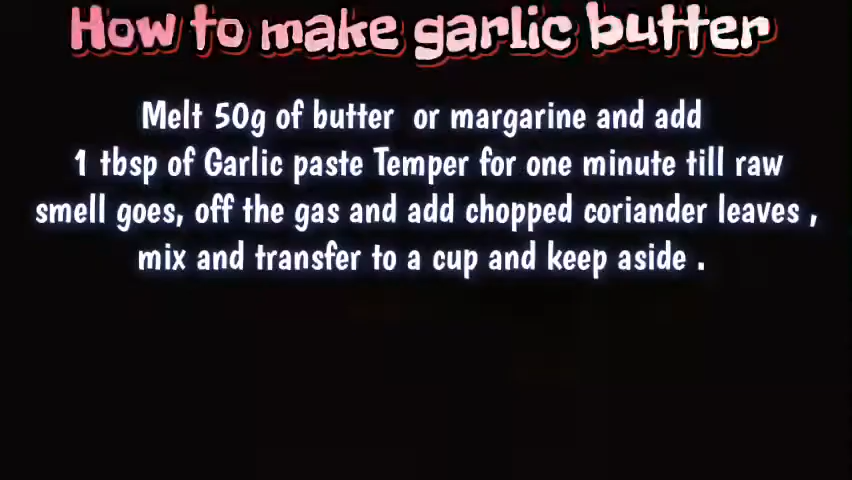 How to make garlic butter
Melt 50g of butter or margarine and add
1 tbsp of Garlic paste Temper for one minute till raw
smell goes, off the gas and add chopped coriander leaves ,
mix and transfer to a cup and keep aside .